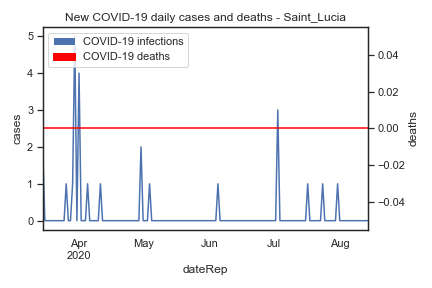 New COVID-19 daily cases and deaths - Saint_Lucia
COVID-19 infections
COVID-19 deaths
5
4
3
2
1
0
cases
0.04
0.02
0.00
−0.02
−0.04
deaths
Apr
2020
May
Jun
Jul
Aug
dateRep